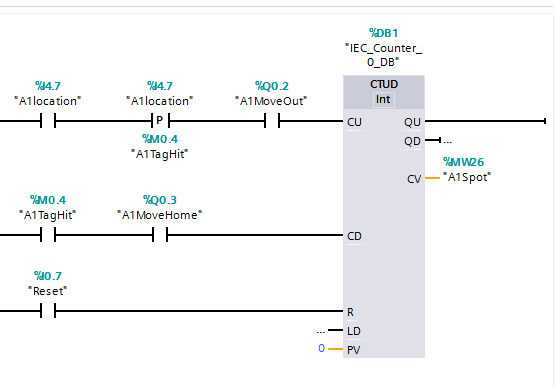 %DB1
"IEC_Counter_
0_DB"
%I4.7
"A1location"
%I4.7
"A1location"
P
%M0.4
"A1TagHit"
%Q0.2
"A1MoveOut"
CTUD
Int
CU
QU
QD
...
CV
%MW26
"A1Spot"
%M0.4
"A1TagHit"
%Q0.3
"A1MoveHome"
CD
%I0.7
"Reset"
R
...
LD
0
PV